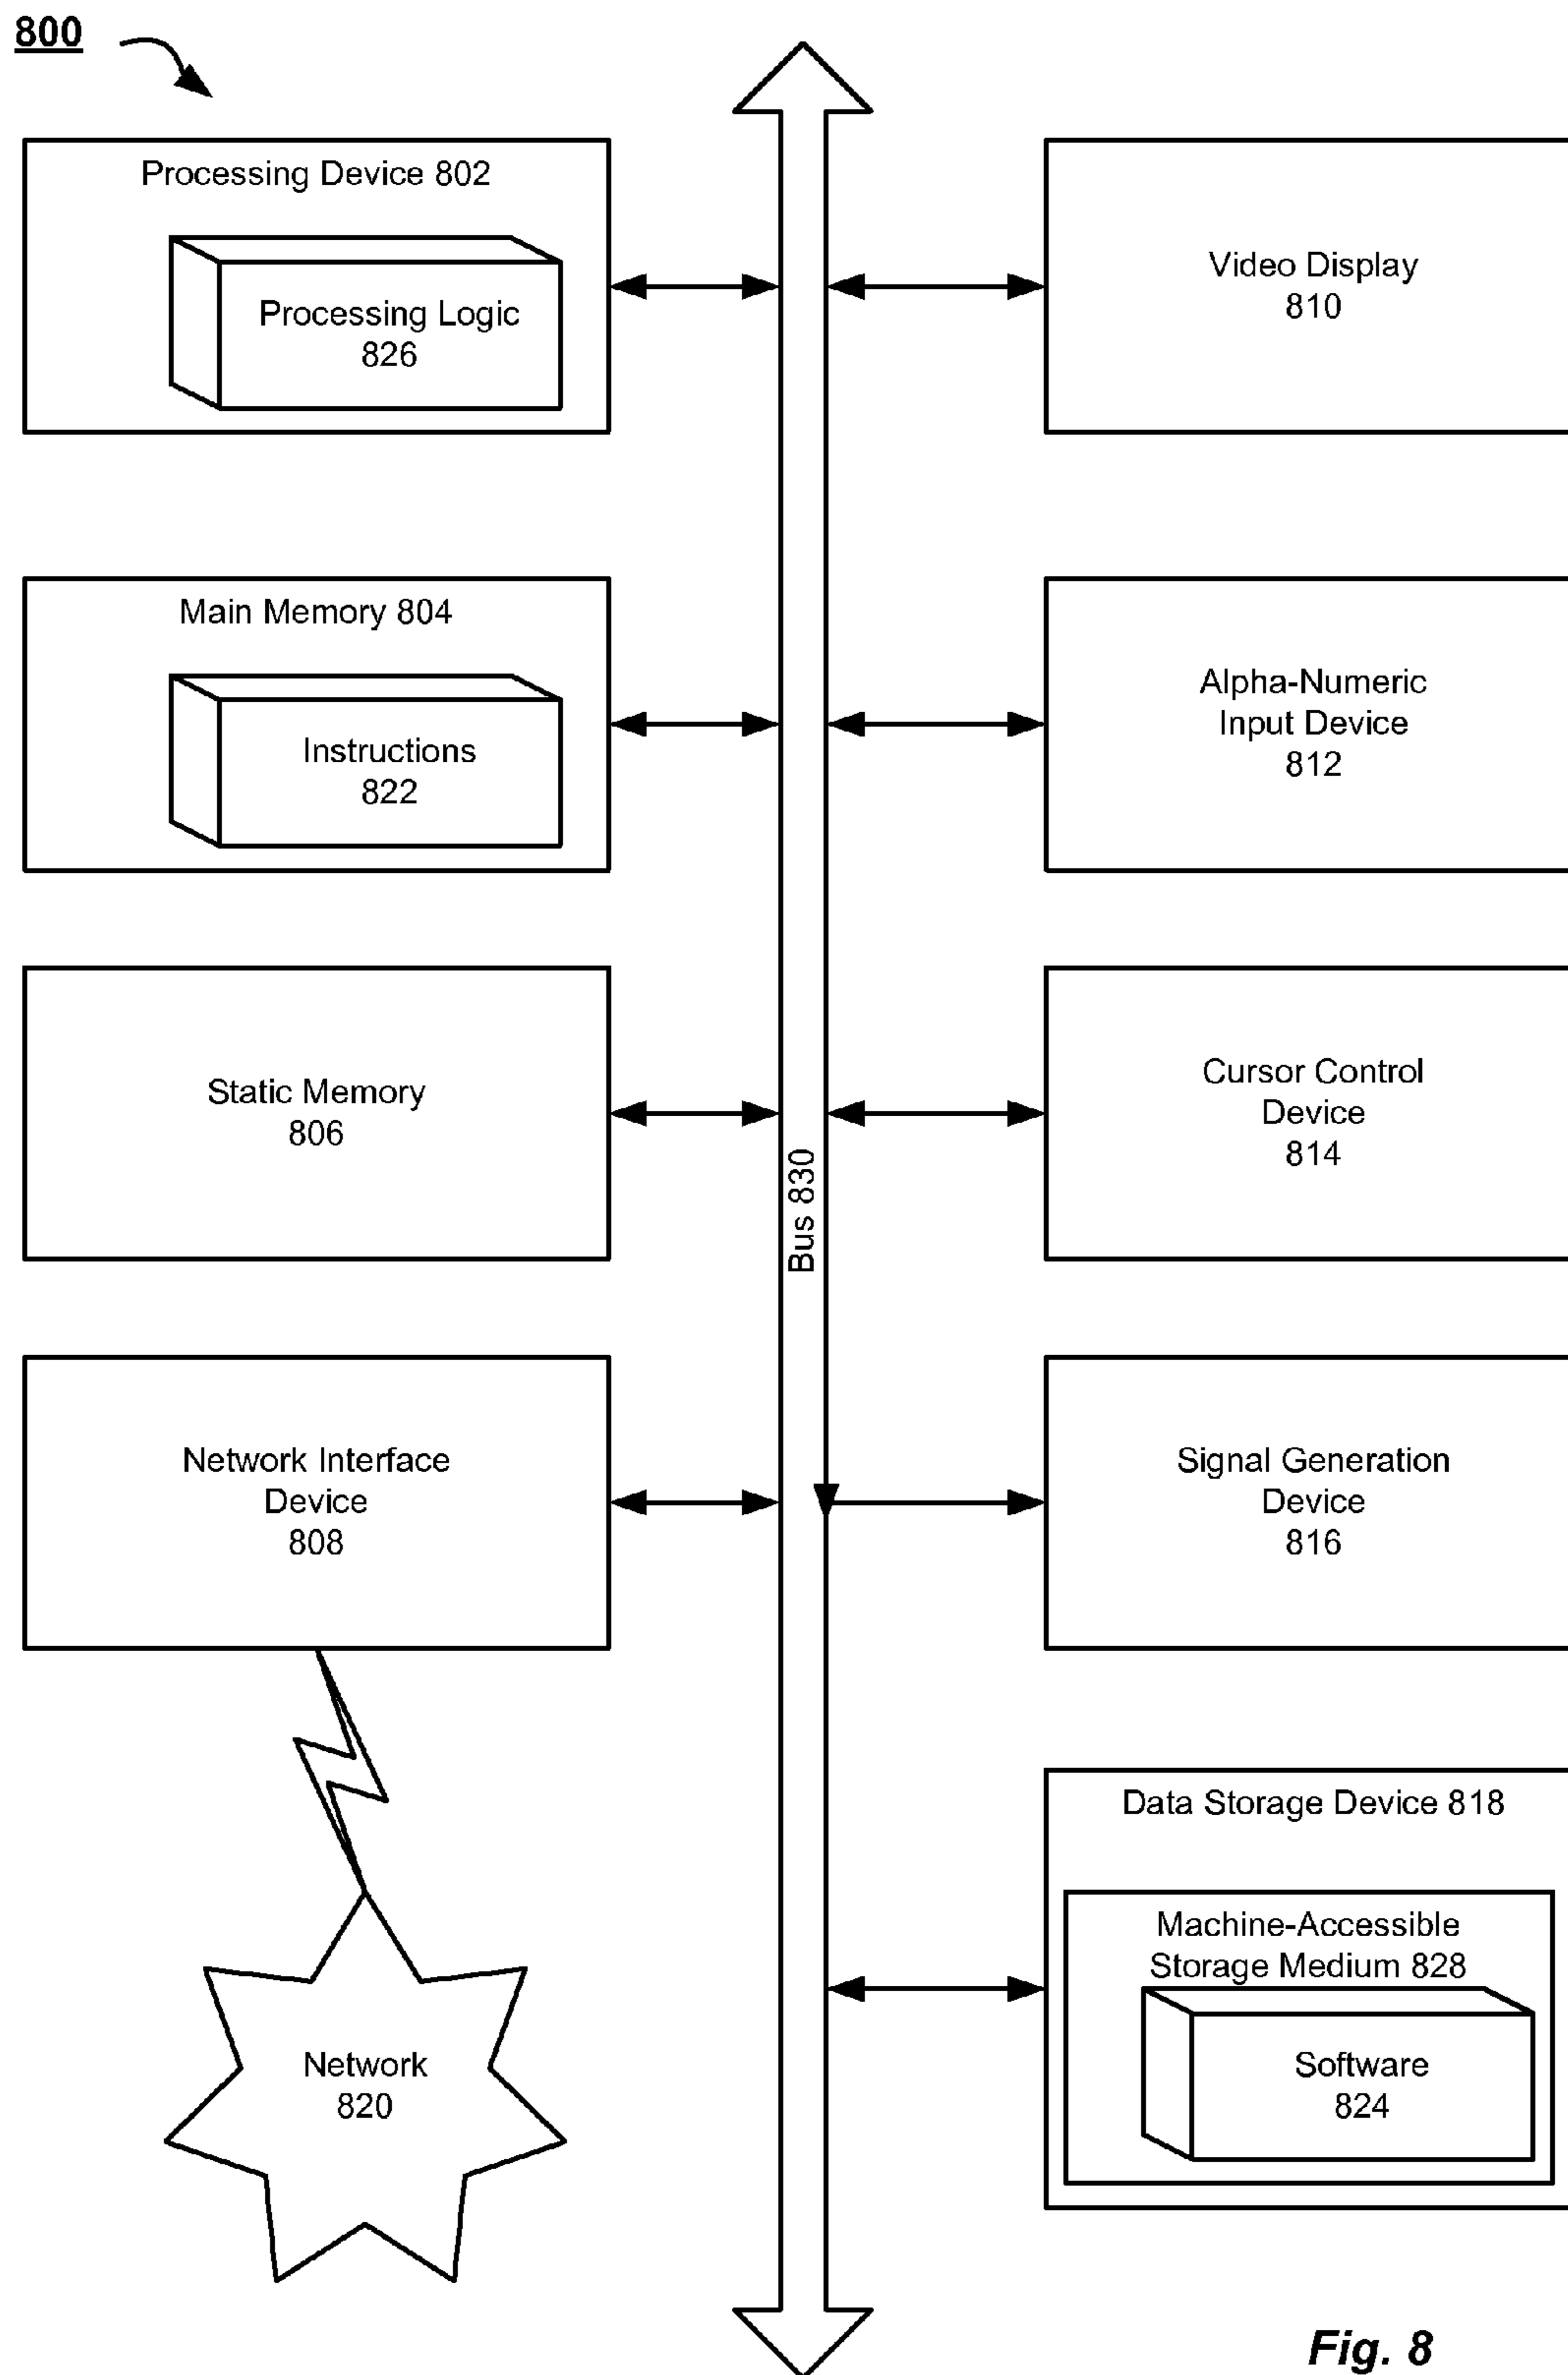 800
Processing Device 802
Processing Logic
826
Video Display
810
Main Memory 804
Instructions
822
Alpha-Numeric
Input Device
812
Static Memory
806
Cursor Control
Device
814
Bus 830
Network Interface
Device
808
Signal Generation
Device
816
Data Storage Device 818
Machine-Accessible
Storage Medium 828
Software
824
Network
820
Fig. 8